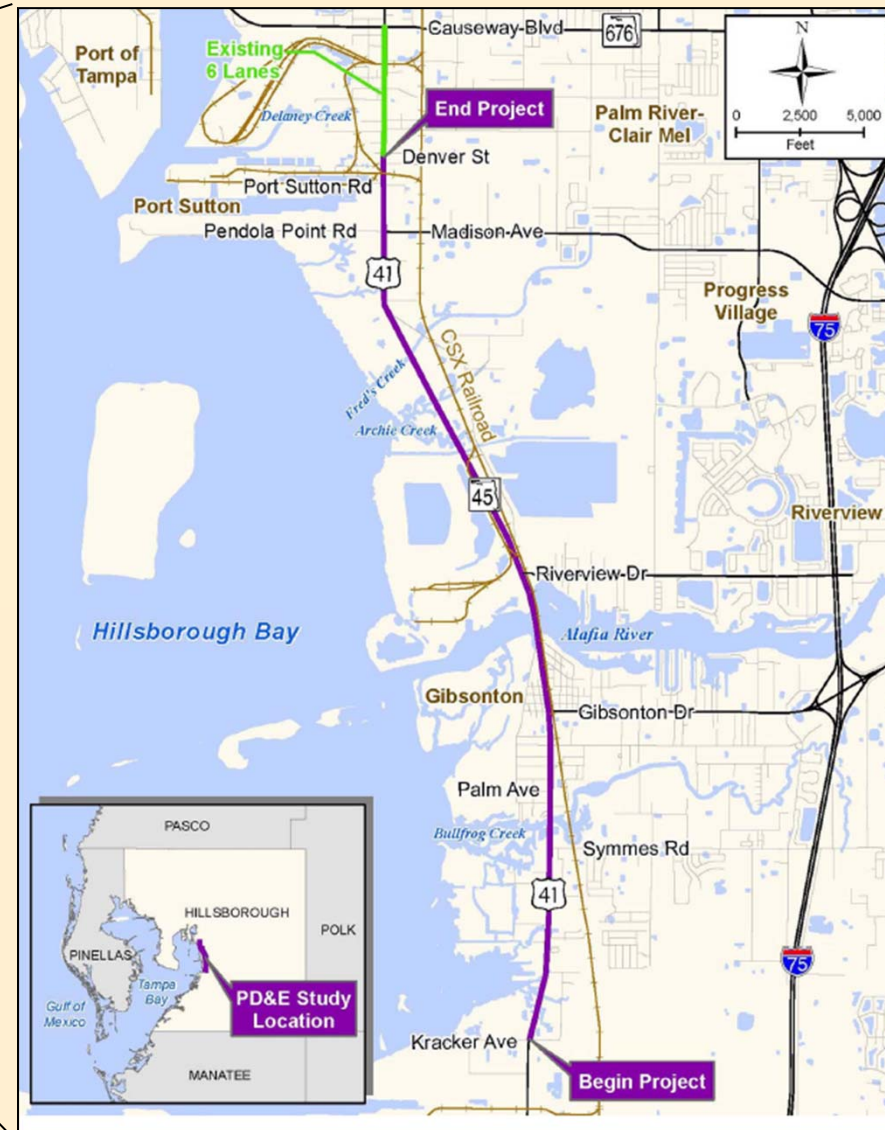 Causeway Blvd
676
N
0 2,500 5,000
Feet
Port of
Tampa
Existing
6 Lanes
Delaney Creek
End Project
Palm River-
Clair Mel
Denver St
Port Sutton Rd
Port Sutton
Pendola Point Rd
Madison Ave
41
Progress
Village
75
CSX Railroad
Fred's Creek
Archie Creek
45
Riverview
Riverview Dr
Hillsborough Bay
Alafia River
Gibsonton
Gibsonton Dr
Palm Ave
Bullfrog Creek
Symmes Rd
41
75
Kracker Ave
Begin Project
PASCO
HILLSBOROUGH
POLK
PINELLAS
Tampa
Bay
Gulf of
Mexico
PD&E Study
Location
MANATEE